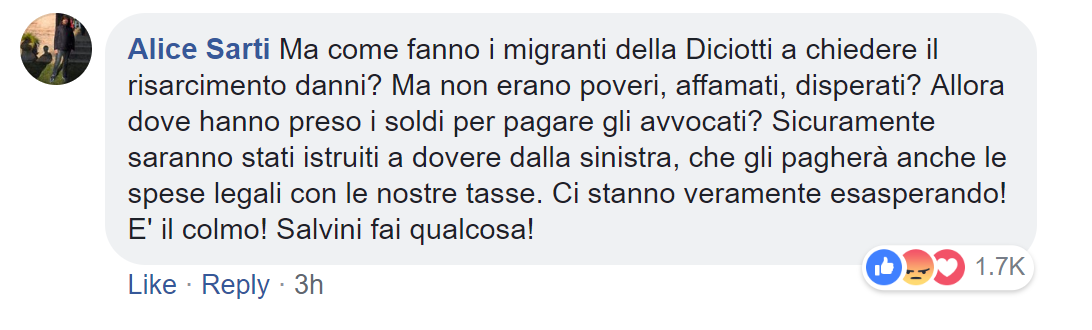 Alice Sarti Ma come fanno i migranti della Diciotti a chiedere il
risarcimento danni? Ma non erano poveri, affamati, disperati? Allora
dove hanno preso i soldi per pagare gli avvocati? Sicuramente
saranno stati istruiti a dovere dalla sinistra, che gli pagherà anche le
spese legali con le nostre tasse. Ci stanno veramente esasperando!
E' il colmo! Salvini fai qualcosa!
1.7K
Like · Reply · 3h